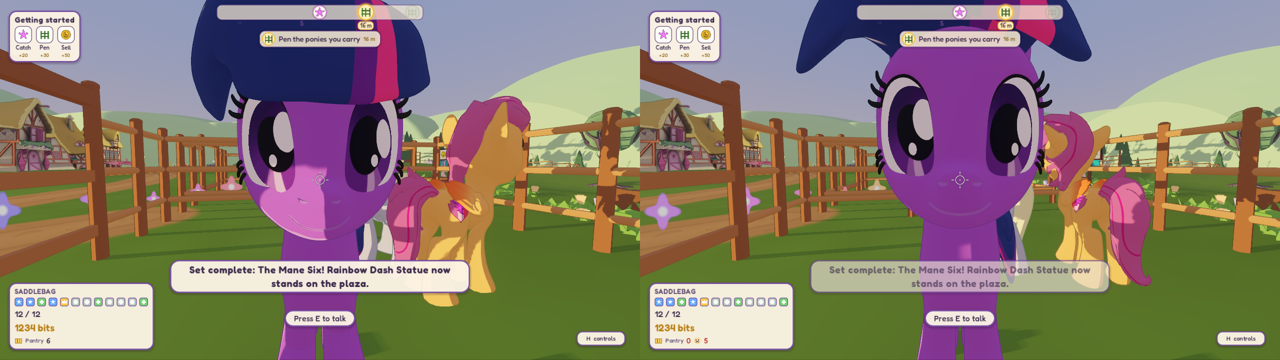 Getting started
Catch Pen Sell
+20 +30 +50
16 m
Pen the ponies you carry 16 m
Set complete: The Mane Six! Rainbow Dash Statue now
stands on the plaza.
Press E to talk
SADDLEBAG
12 / 12
1234 bits
Pantry 6
H controls
Getting started
Catch Pen Sell
+20 +30 +50
16 m
Pen the ponies you carry 16 m
Set complete: The Mane Six! Rainbow Dash Statue now
stands on the plaza.
Press E to talk
SADDLEBAG
12 / 12
1234 bits
Pantry 0 5
H controls